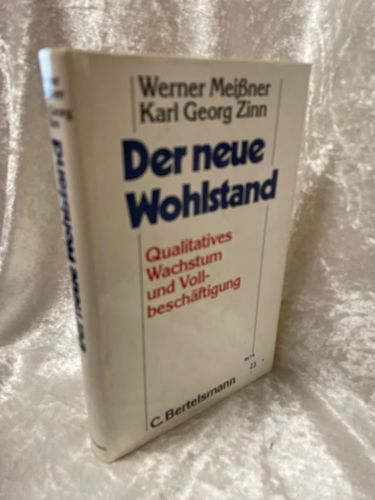 Werner Meißner
Karl Georg Zinn
Der neue
Wohlstand
Qualitatives
Wachstum
und Voll-
beschäftigung
C. Bertelsmann
Der neue Wohlstand